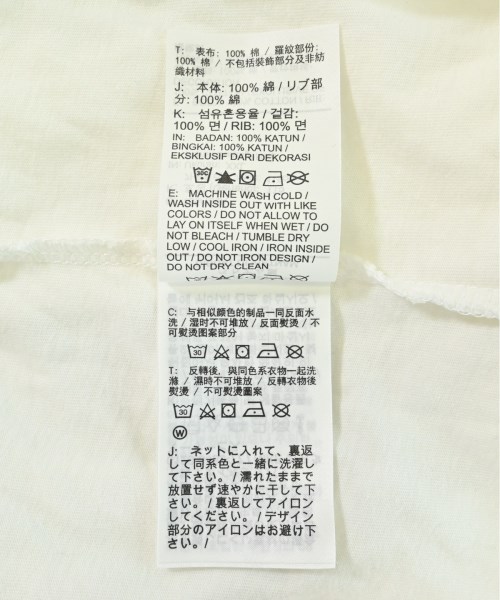 T: 表布: 100% 棉 / 羅紋部份:
100% 棉 / 不包括裝飾部分及非紡
織材料
J: 本体: 100% 綿 / リブ部
分: 100% 綿
K: 섬유혼용율 / 겉감:
100% 면 / RIB: 100% 면
IN: BADAN: 100% KATUN /
BINGKAI: 100% KATUN /
EKSKLUSIF DARI DEKORASI
30C
E: MACHINE WASH COLD /
WASH INSIDE OUT WITH LIKE
COLORS / DO NOT ALLOW TO
LAY ON ITSELF WHEN WET / DO
NOT BLEACH / TUMBLE DRY
LOW / COOL IRON / IRON INSIDE
OUT / DO NOT IRON DESIGN /
DO NOT DRY CLEAN
C: 与相似颜色的制品一同反面水
洗 / 湿时不可堆放 / 反面熨烫 / 不
可熨烫图案部分
30
T: 反轉後, 與同色系衣物一起洗
滌 / 濕時不可堆放 / 反轉衣物後
熨燙 / 不可熨燙圖案
30
W
J: ネットに入れて、裏返
して同系色と一緒に洗濯し
て下さい。/ 濡れたままで
放置せず速やかに干して下
さい。/ 裏返してアイロン
してください。/ デザイン
部分のアイロンはお避け下
さい。/